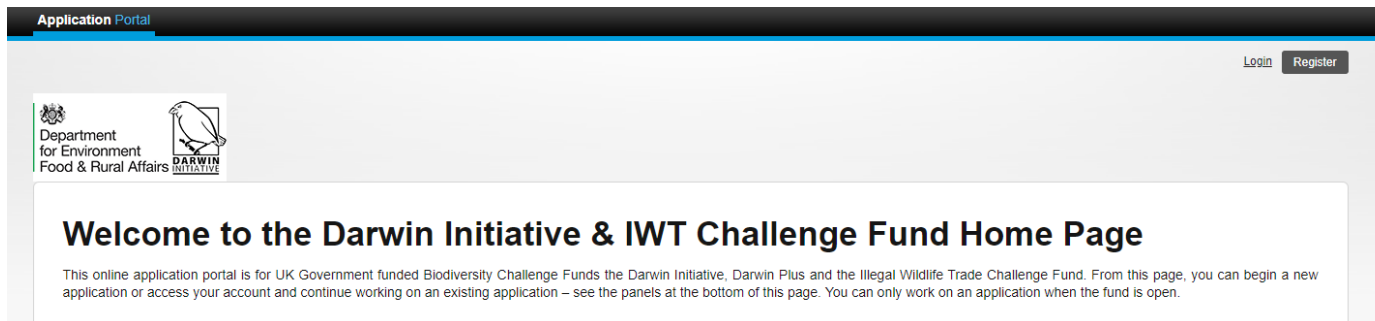 Application Portal
Login Register
Department
for Environment
Food & Rural Affairs
DARWIN
INITIATIVE
Welcome to the Darwin Initiative & IWT Challenge Fund Home Page
This online application portal is for UK Government funded Biodiversity Challenge Funds the Darwin Initiative, Darwin Plus and the Illegal Wildlife Trade Challenge Fund. From this page, you can begin a new
application or access your account and continue working on an existing application – see the panels at the bottom of this page. You can only work on an application when the fund is open.